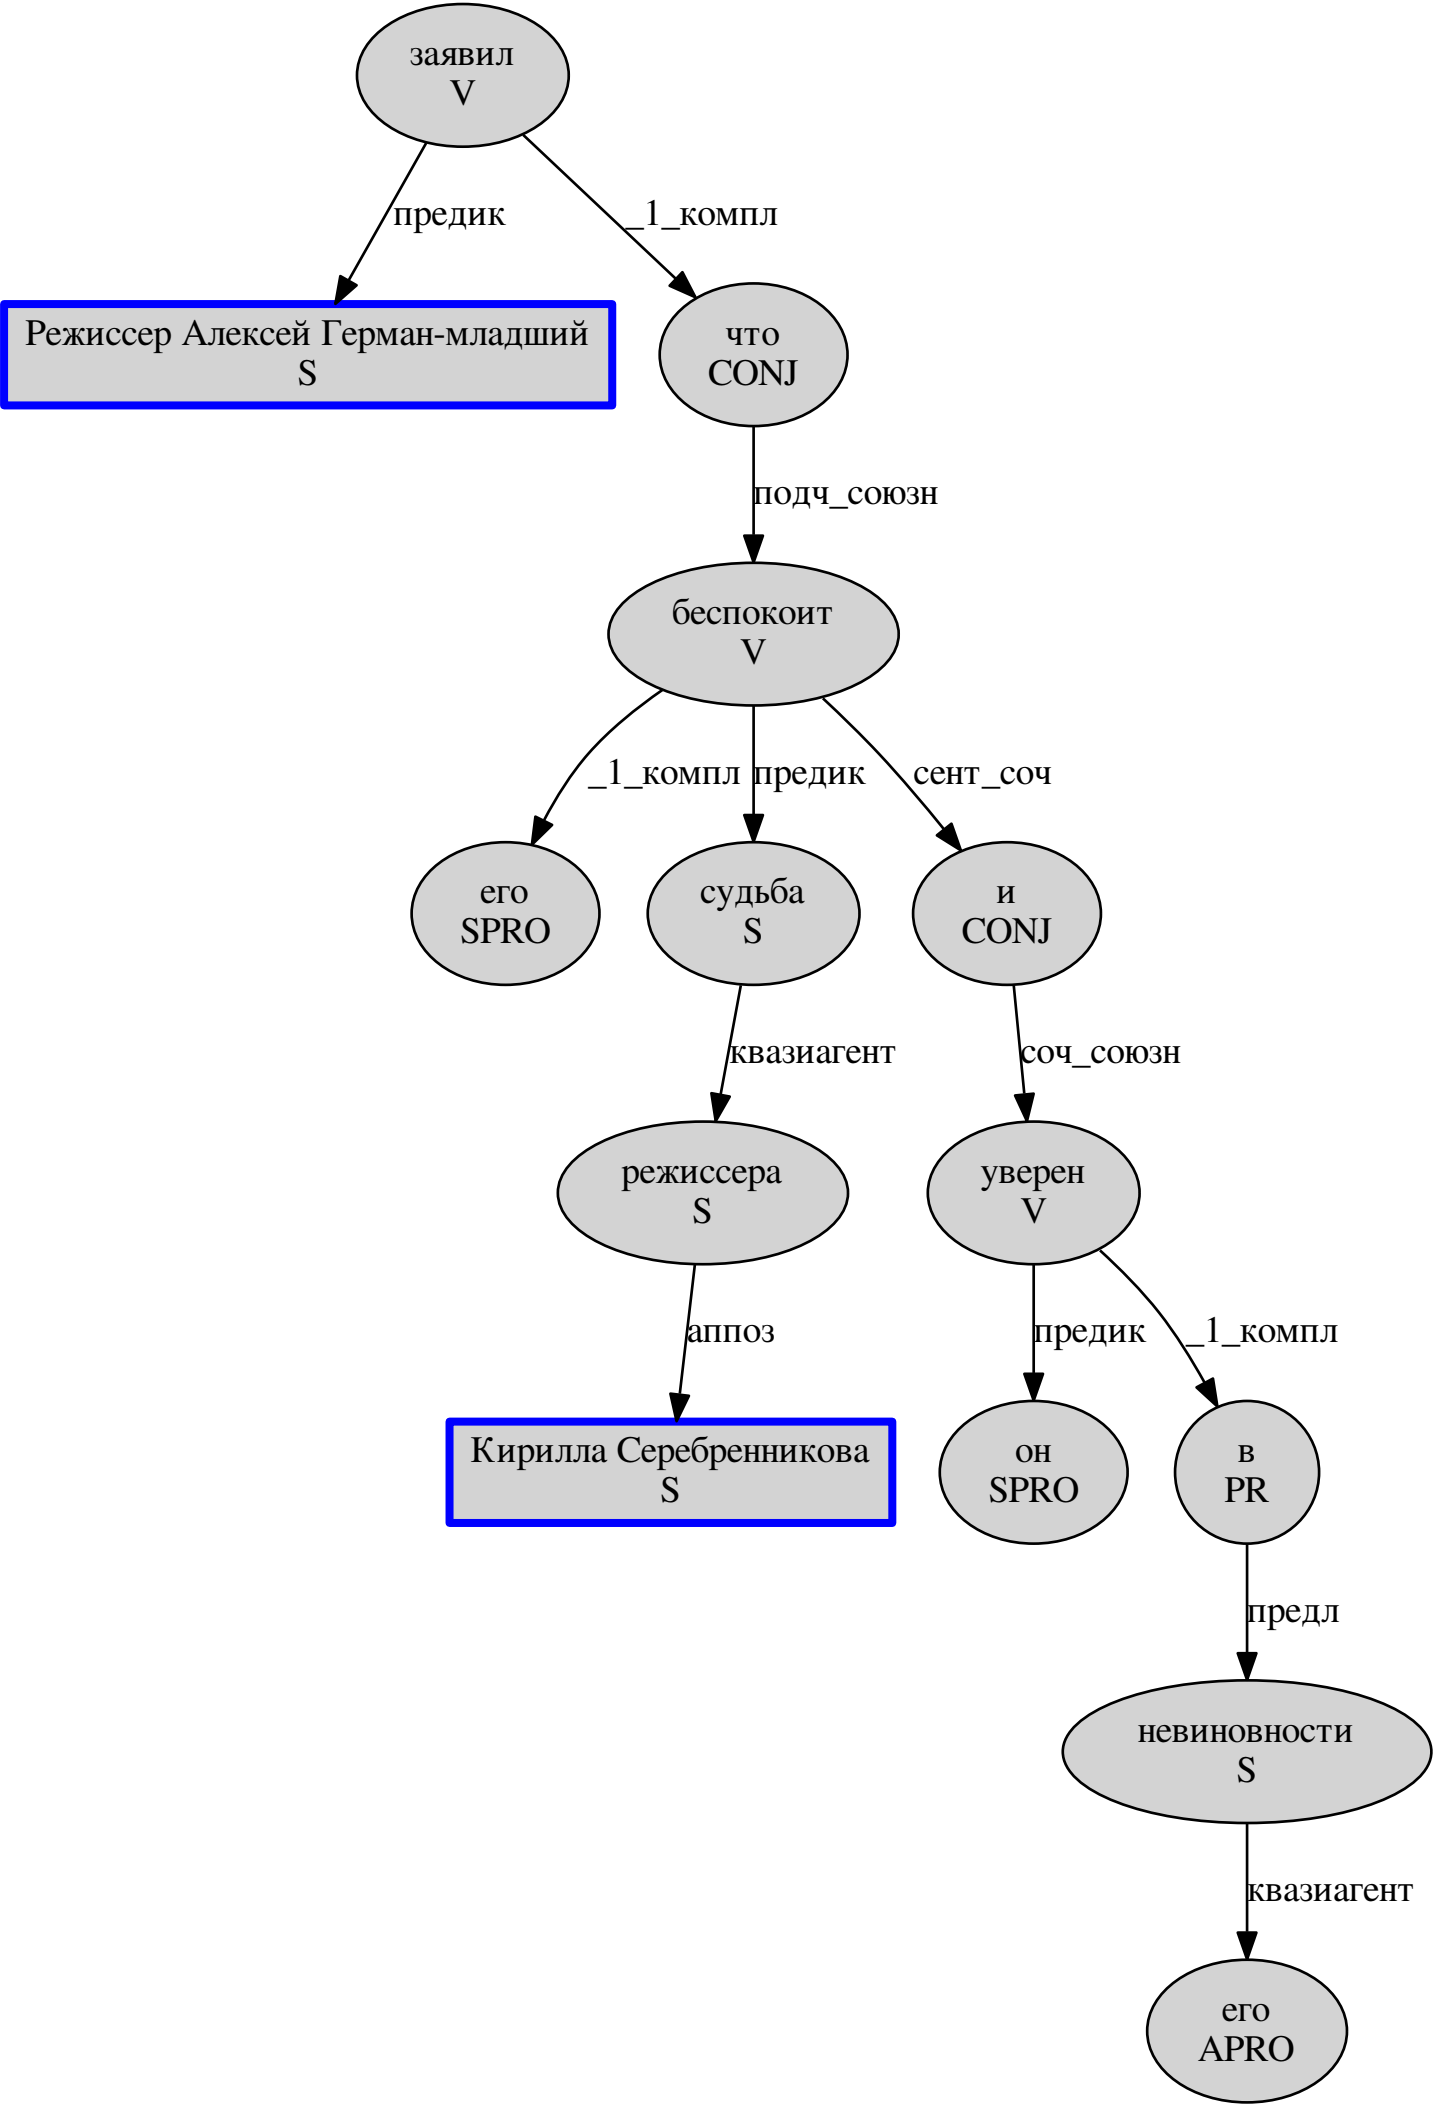 заявил
V
предик
_1_компл
Режиссер Алексей Герман-младший
S
что
CONJ
подч_союзн
беспокоит
V
_1_компл
предик
сент_соч
его
SPRO
судьба
S
и
CONJ
квазиагент
соч_союзн
режиссера
S
уверен
V
аппоз
предик
_1_компл
Кирилла Серебренникова
S
он
SPRO
в
PR
предл
невиновности
S
квазиагент
его
APRO